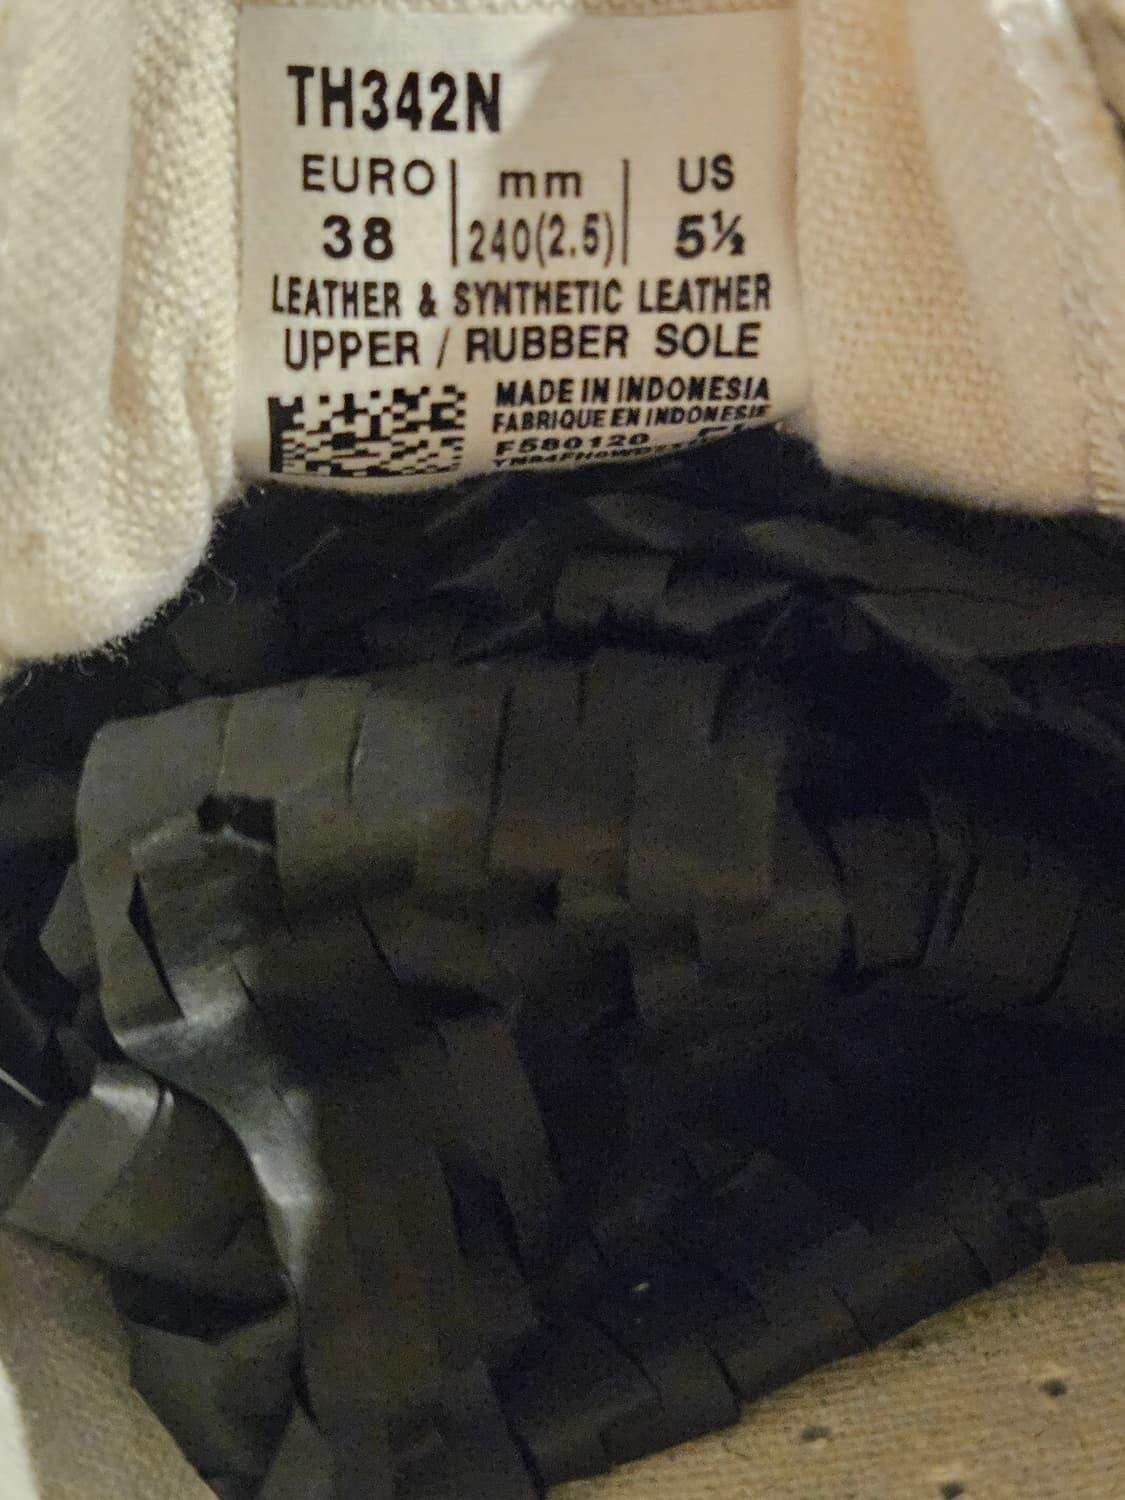 TH342N
EURO | mm | US
38 | 240(2.5) | 5½
LEATHER & SYNTHETIC LEATHER
UPPER / RUBBER SOLE
MADE IN INDONESIA
FABRIQUE EN INDONESIE
F580120